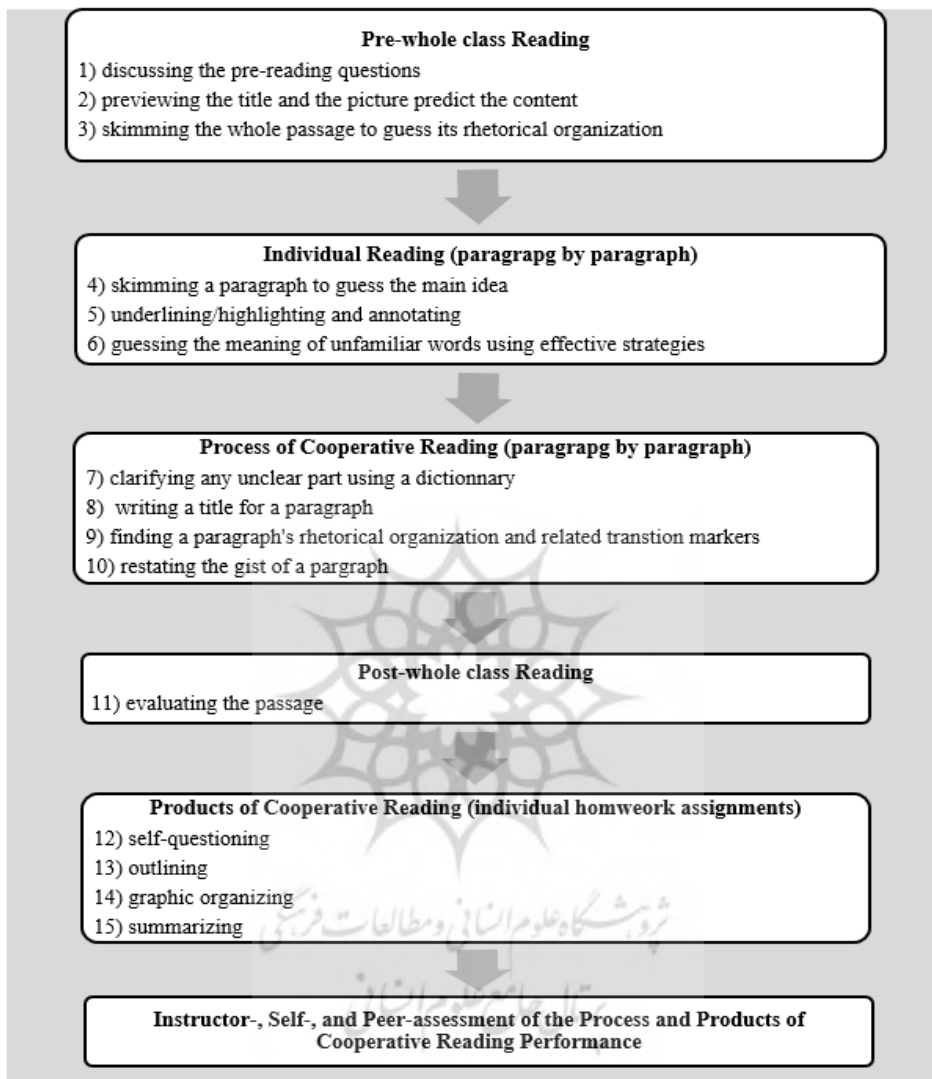 Pre-whole class Reading
1) discussing the pre-reading questions
2) previewing the title and the picture predict the content
3) skimming the whole passage to guess its rhetorical organization
Individual Reading (paragrapg by paragraph)
4) skimming a paragraph to guess the main idea
5) underlining/highlighting and annotating
6) guessing the meaning of unfamiliar words using effective strategies
Process of Cooperative Reading (paragrapg by paragraph)
7) clarifying any unclear part using a dictionnary
8) writing a title for a paragraph
9) finding a paragraph's rhetorical organization and related transtion markers
10) restating the gist of a pargraph
Post-whole class Reading
11) evaluating the passage
Products of Cooperative Reading (individual homweork assignments)
12) self-questioning
13) outlining
14) graphic organizing
15) summarizing
پژوهشگاه علوم انسانی و مطالعات فرهنگی
پرتال جامع علوم انسانی
Instructor-, Self-, and Peer-assessment of the Process and Products of
Cooperative Reading Performance